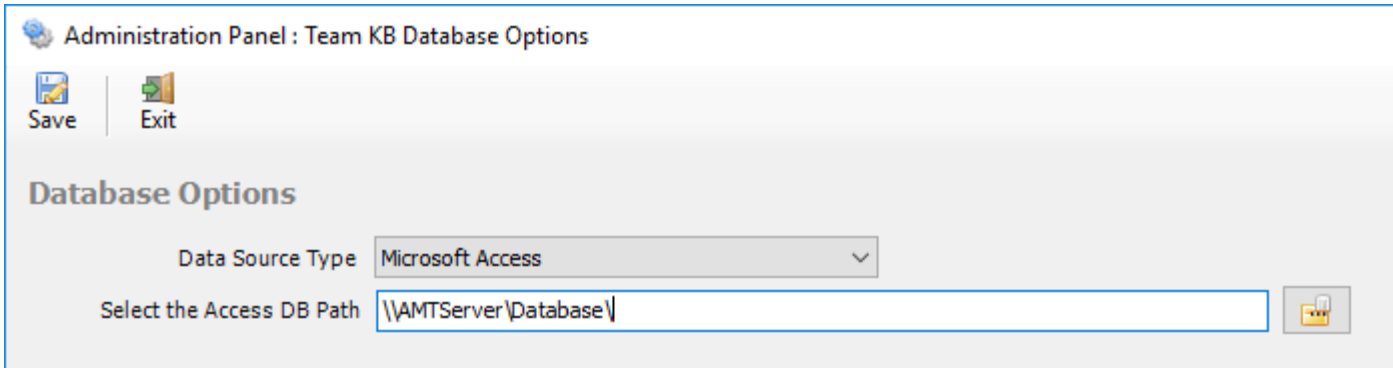 Administration Panel : Team KB Database Options
Save Exit
Database Options
Data Source Type Microsoft Access
Select the Access DB Path \\AMTServer\Database\